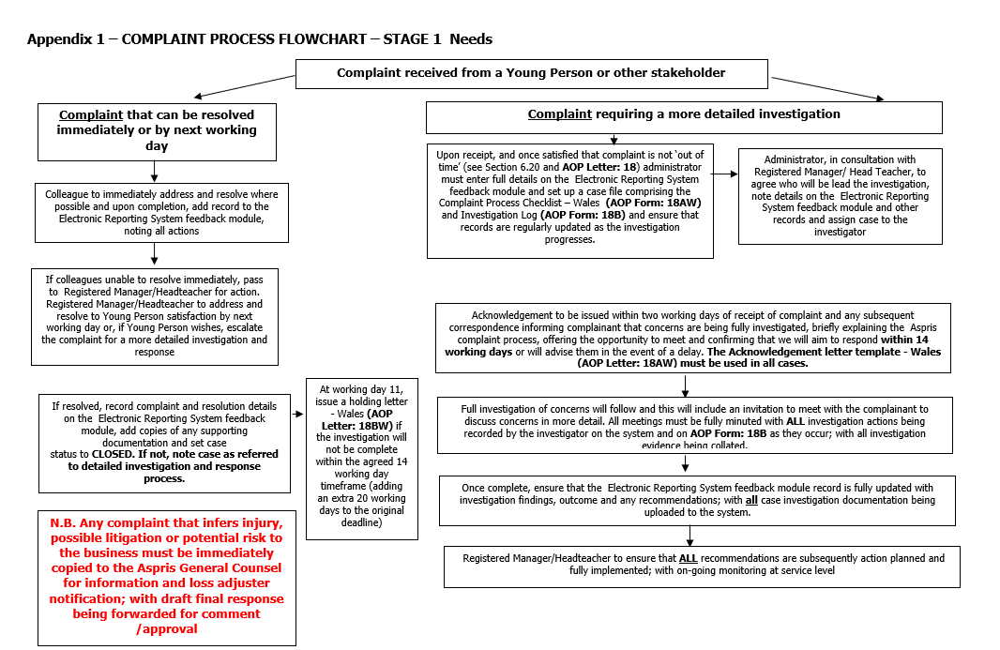 Appendix 1 – COMPLAINT PROCESS FLOWCHART – STAGE 1  Needs
Complaint received from a Young Person or other stakeholder
Complaint that can be resolved
immediately or by next working
day
Colleague to immediately address and resolve where
possible and upon completion, add record to the
Electronic Reporting System feedback module,
noting all actions
If colleagues unable to resolve immediately, pass
to  Registered Manager/Headteacher for action.
Registered Manager/Headteacher to address and
resolve to Young Person satisfaction by next
working day or, if Young Person wishes, escalate
the complaint for a more detailed investigation and
response
If resolved, record complaint and resolution details
on the  Electronic Reporting System feedback
module, add copies of any supporting
documentation and set case
status to CLOSED. If not, note case as referred
to detailed investigation and response
process.
N.B. Any complaint that infers injury,
possible litigation or potential risk to
the business must be immediately
copied to the Aspris General Counsel
for information and loss adjuster
notification; with draft final response
being forwarded for comment
/approval
At working day 11,
issue a holding letter
- Wales (AOP
Letter: 18BW) if
the investigation will
not be complete
within the agreed 14
working day
timeframe (adding
an extra 20 working
days to the original
deadline)
Complaint requiring a more detailed investigation
Upon receipt, and once satisfied that complaint is not ‘out of
time’ (see Section 6.20 and AOP Letter: 18) administrator
must enter full details on the  Electronic Reporting System
feedback module and set up a case file comprising the
Complaint Process Checklist – Wales  (AOP Form: 18AW)
and Investigation Log (AOP Form: 18B) and ensure that
records are regularly updated as the investigation
progresses.
Administrator, in consultation with
Registered Manager/ Head Teacher, to
agree who will be lead the investigation,
note details on the  Electronic Reporting
System feedback module and other
records and assign case to the
investigator
Acknowledgement to be issued within two working days of receipt of complaint and any subsequent
correspondence informing complainant that concerns are being fully investigated, briefly explaining the  Aspris
complaint process, offering the opportunity to meet and confirming that we will aim to respond within 14
working days or will advise them in the event of a delay. The Acknowledgement letter template - Wales
(AOP Letter: 18AW) must be used in all cases.
Full investigation of concerns will follow and this will include an invitation to meet with the complainant to
discuss concerns in more detail. All meetings must be fully minuted with ALL investigation actions being
recorded by the investigator on the system and on AOP Form: 18B as they occur; with all investigation
evidence being collated.
Once complete, ensure that the  Electronic Reporting System feedback module record is fully updated with
investigation findings, outcome and any recommendations; with all case investigation documentation being
uploaded to the system.
Registered Manager/Headteacher to ensure that ALL recommendations are subsequently action planned and
fully implemented; with on-going monitoring at service level